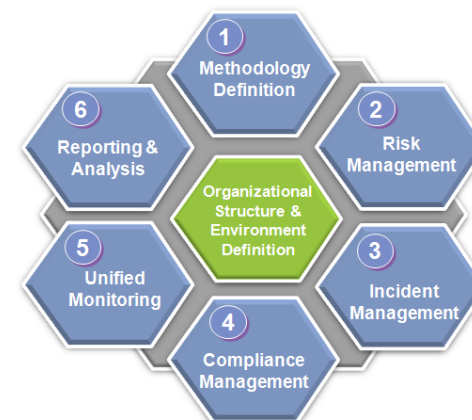 1
Methodology
Definition
2
Risk
Management
3
Incident
Management
4
Compliance
Management
5
Unified
Monitoring
6
Reporting &
Analysis
Organizational
Structure &
Environment
Definition